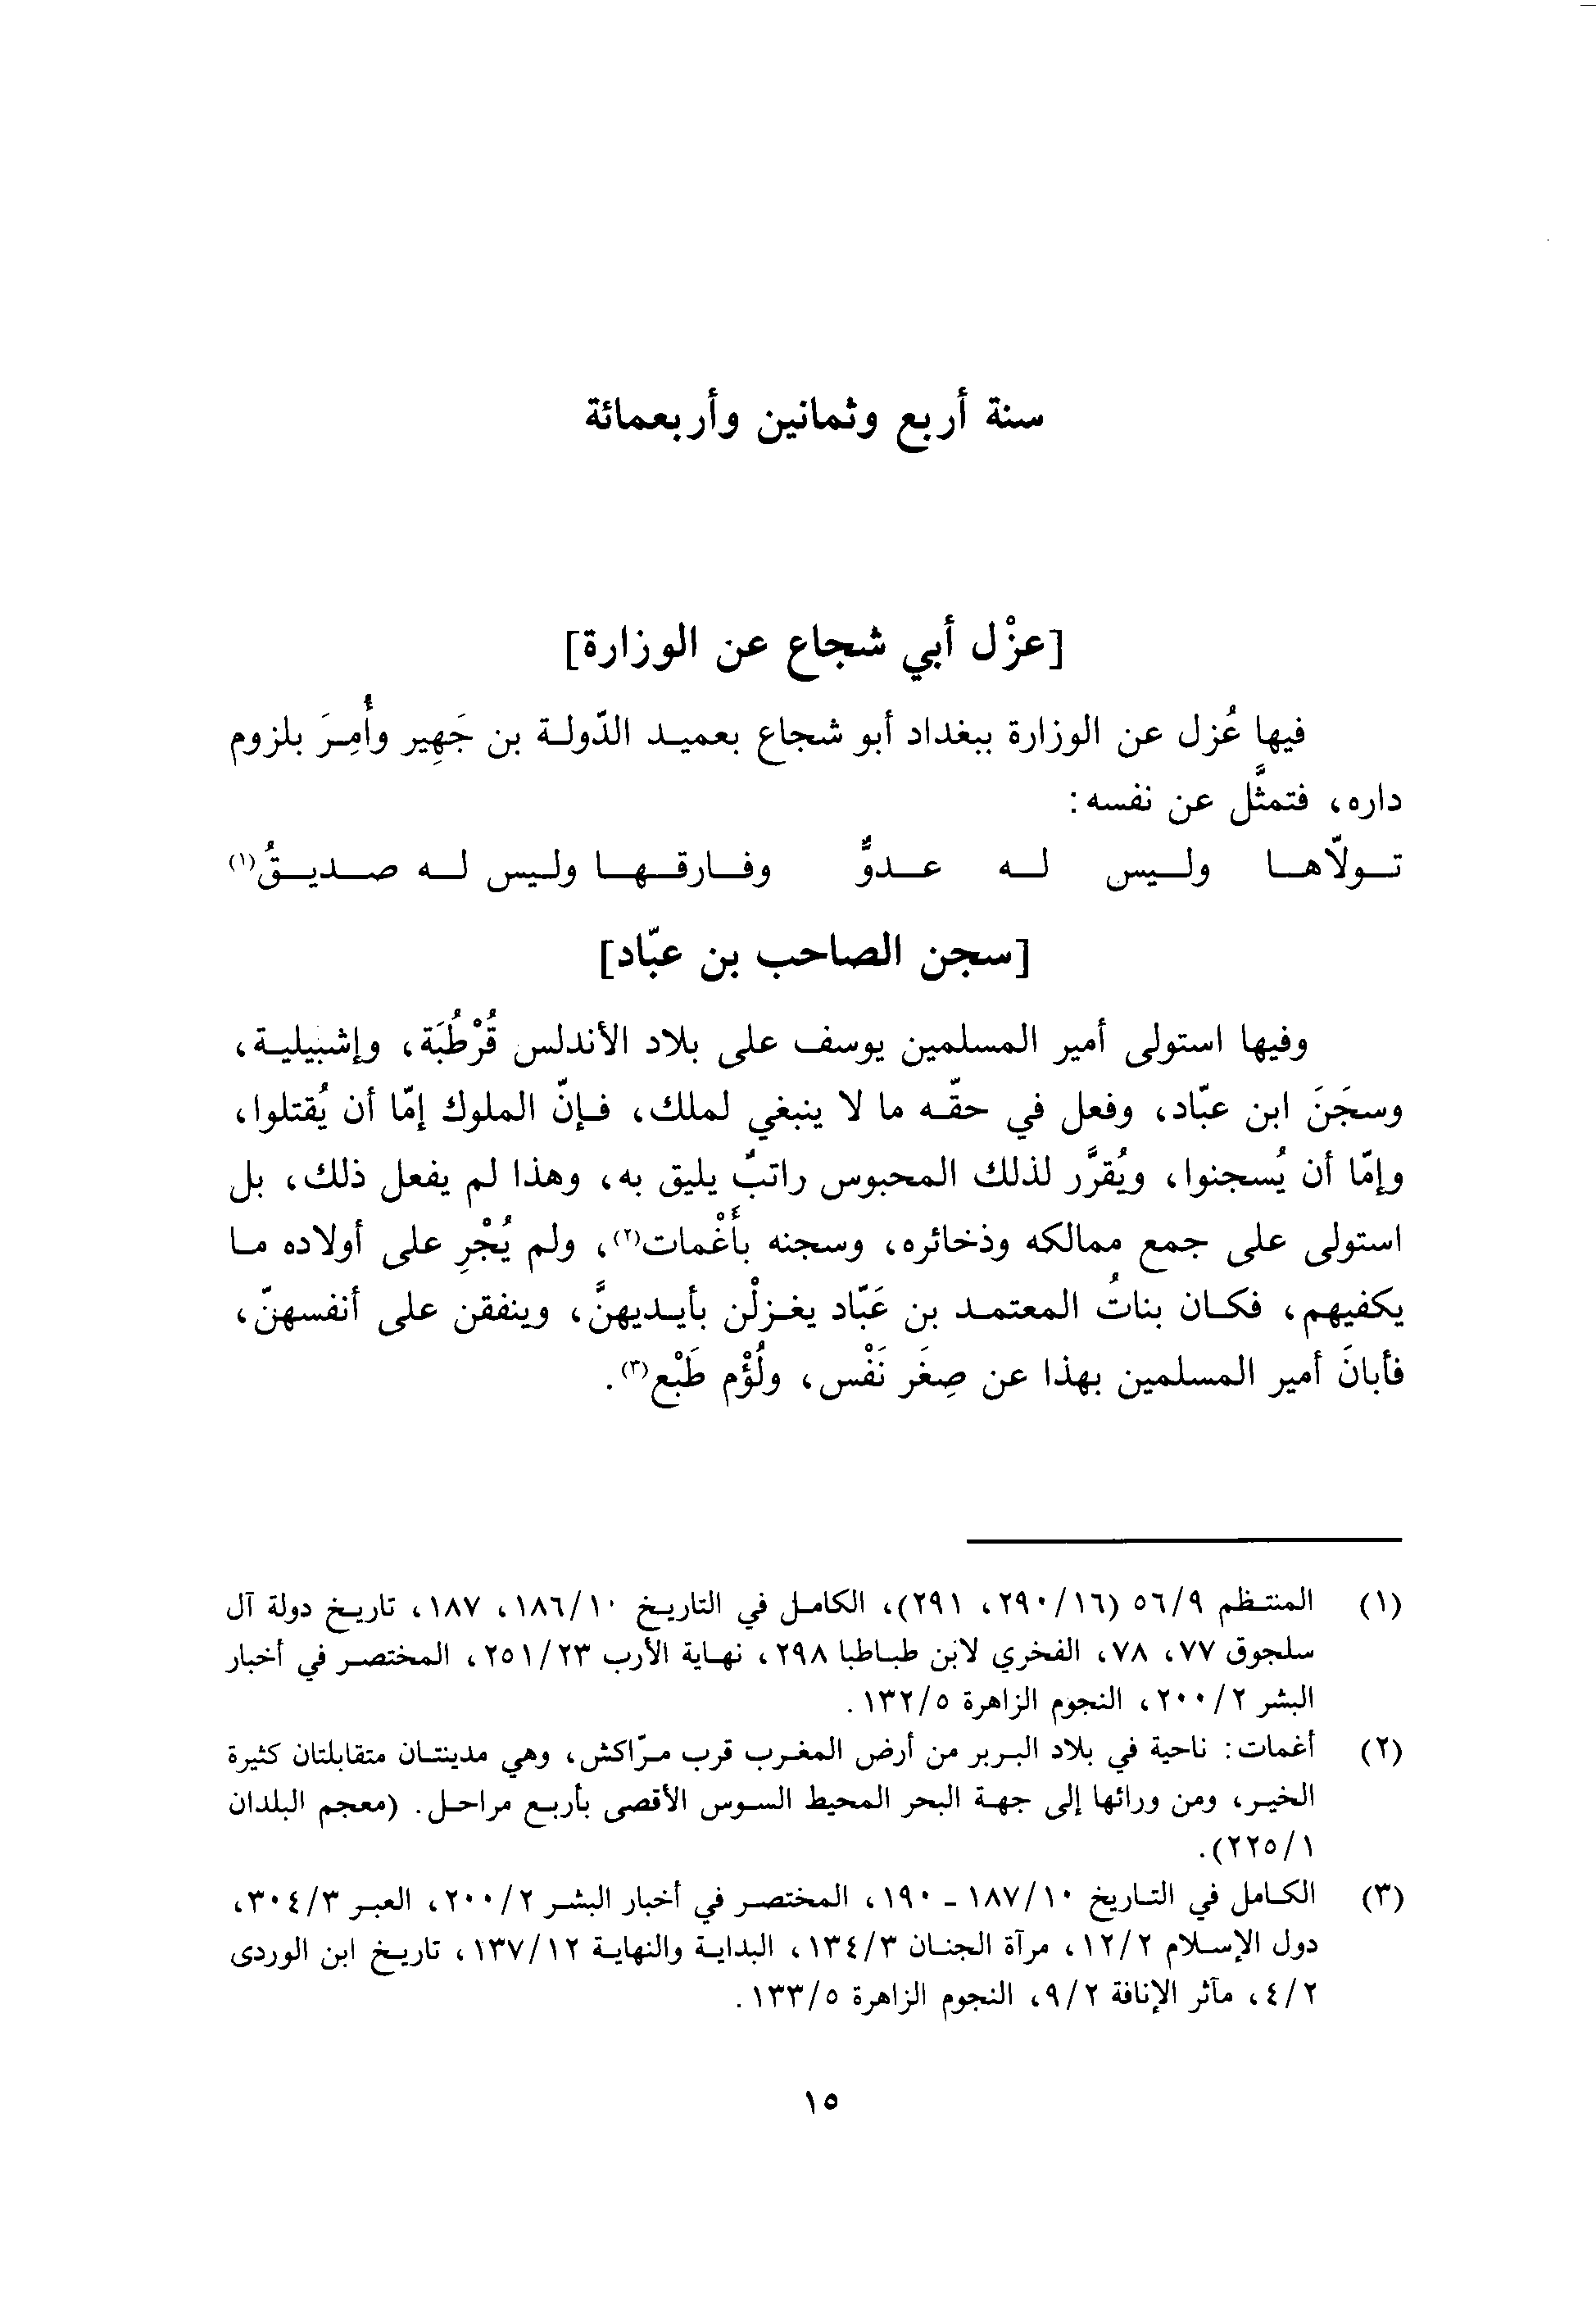 سنة أربع وثمانين وأربعمائة
[عزْل أبي شجاع عن الوزارة]
فيها عُزل عن الوزارة ببغداد أبو شجاع بعميد الدّولة بن جَهِير وأُمِرَ بلزوم
داره، فتمثَّل عن نفسه:
تولّاها وليس له عدوٌّ وفارقها وليس له صديقُ(١)
[سجن الصاحب بن عبّاد]
وفيها استولى أمير المسلمين يوسف على بلاد الأندلس قُرْطُبَة، وإشبيلية،
وسجَنَ ابن عبّاد، وفعل في حقّه ما لا ينبغي لملك، فإنّ الملوك إمّا أن يُقتلوا،
وإمّا أن يُسجنوا، ويُقرَّر لذلك المحبوس راتبٌ يليق به، وهذا لم يفعل ذلك، بل
استولى على جمع ممالكه وذخائره، وسجنه بأَغْمات(٢)، ولم يُجْرِ على أولاده ما
يكفيهم، فكان بناتُ المعتمد بن عَبّاد يغزلْن بأيديهنَّ، وينفقن على أنفسهنّ،
فأبانَ أمير المسلمين بهذا عن صِغَر نَفْس، ولُؤْم طَبْع(٣).
(١) المنتظم ٥٦/٩ (٢٩٠/١٦، ٢٩١)، الكامل في التاريخ ١٨٦/١٠، ١٨٧، تاريخ دولة آل
سلجوق ٧٧، ٧٨، الفخري لابن طباطبا ٢٩٨، نهاية الأرب ٢٥١/٢٣، المختصر في أخبار
البشر ٢٠٠/٢، النجوم الزاهرة ١٣٢/٥.
(٢) أغمات: ناحية في بلاد البربر من أرض المغرب قرب مرّاكش، وهي مدينتان متقابلتان كثيرة
الخير، ومن ورائها إلى جهة البحر المحيط السوس الأقصى بأربع مراحل. (معجم البلدان
٢٢٥/١).
(٣) الكامل في التاريخ ١٨٧/١٠ - ١٩٠، المختصر في أخبار البشر ٢٠٠/٢، العبر ٣٠٤/٣،
دول الإسلام ١٢/٢، مرآة الجنان ١٣٤/٣، البداية والنهاية ١٣٧/١٢، تاريخ ابن الوردى
٤/٢، مآثر الإنافة ٩/٢، النجوم الزاهرة ١٣٣/٥.
١٥